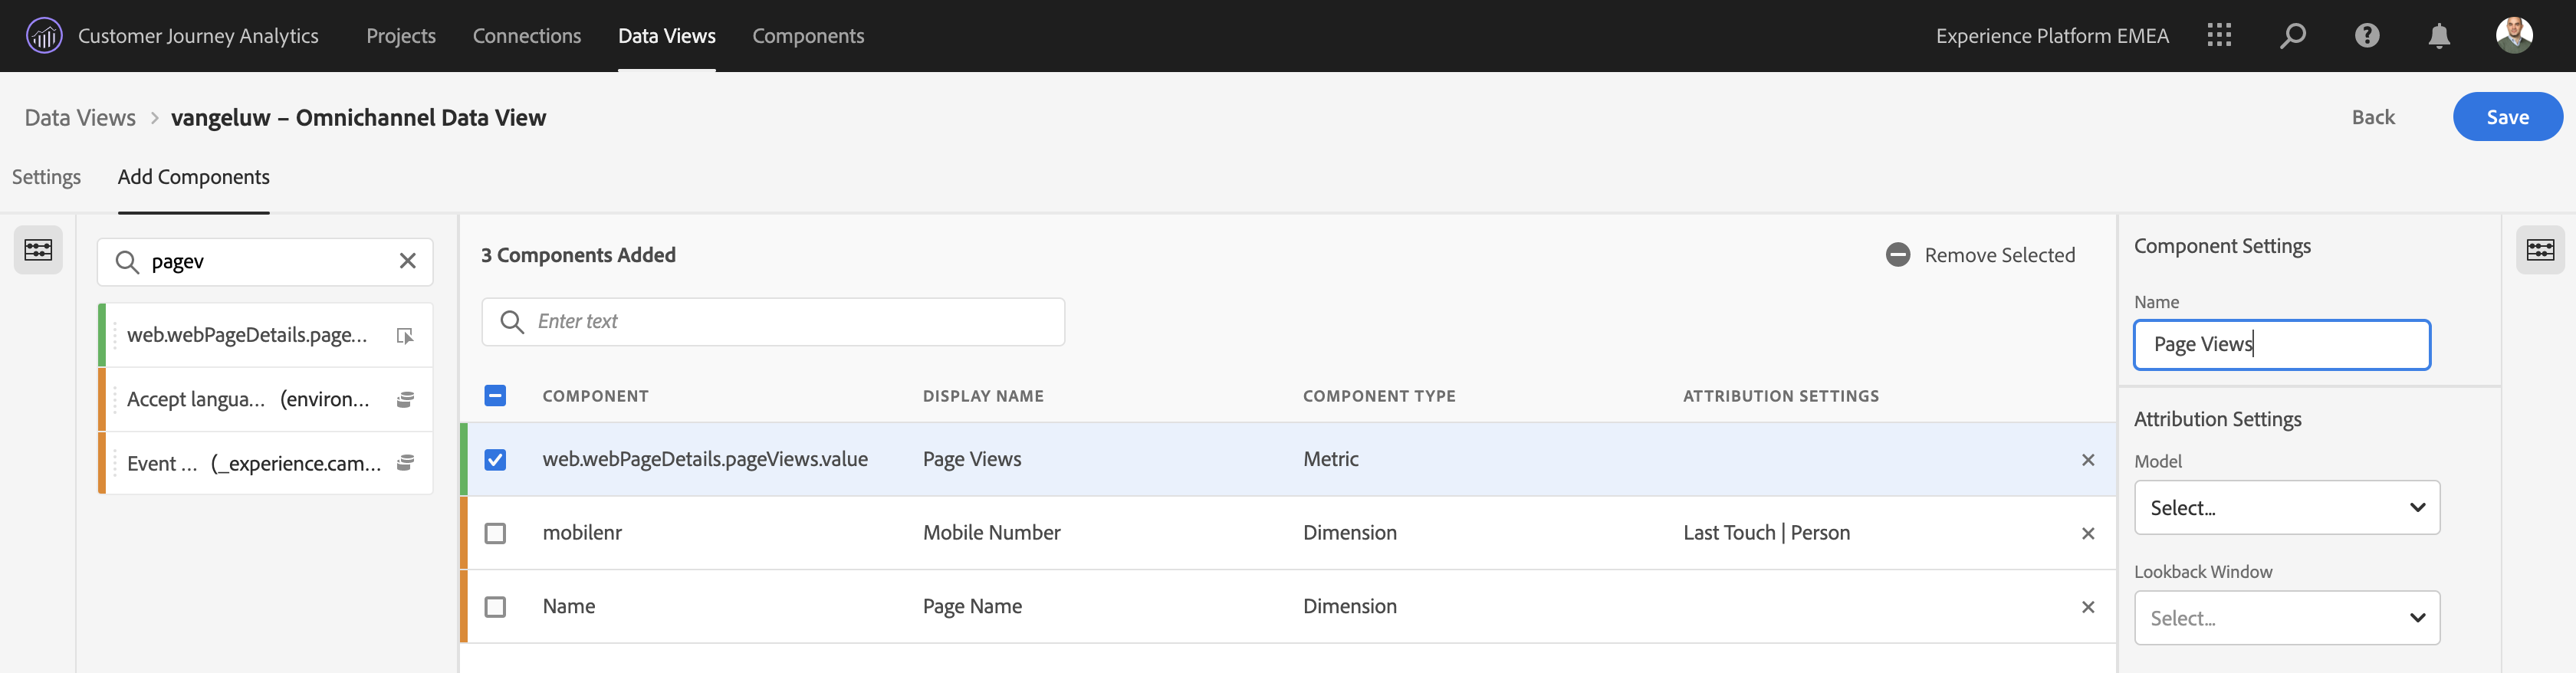 Customer Journey Analytics Projects Connections Data Views Components Experience Platform EMEA
Data Views > vangeluw – Omnichannel Data View Back Save
Settings Add Components
pagev
web.webPageDetails.page...
Accept langua... (environ...
Event ... (_experience.cam...
3 Components Added Remove Selected
Enter text
COMPONENT DISPLAY NAME COMPONENT TYPE ATTRIBUTION SETTINGS
web.webPageDetails.pageViews.value Page Views Metric
mobilenr Mobile Number Dimension Last Touch | Person
Name Page Name Dimension
Component Settings
Name
Page Views
Attribution Settings
Model
Select...
Lookback Window
Select...